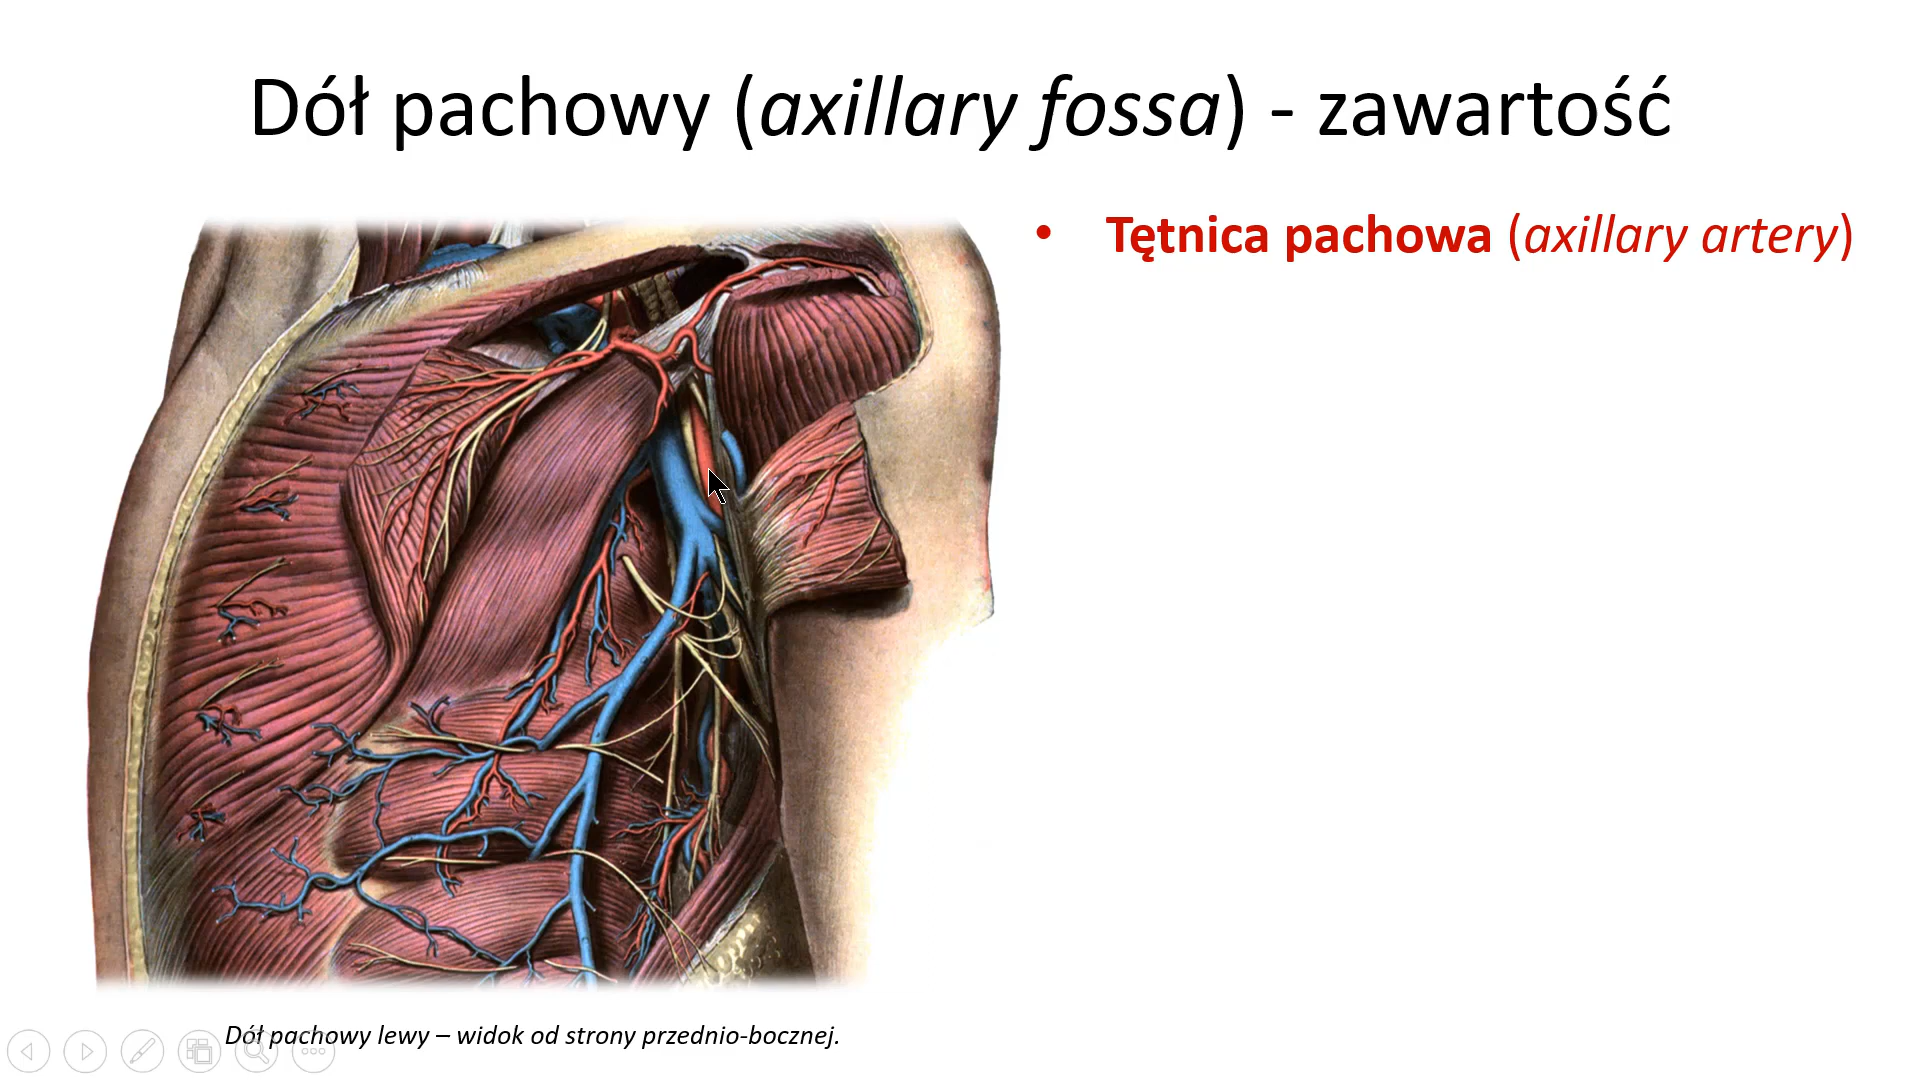 Dół pachowy (axillary fossa) - zawartość
• Tętnica pachowa (axillary artery)
Dół pachowy lewy – widok od strony przednio-bocznej.